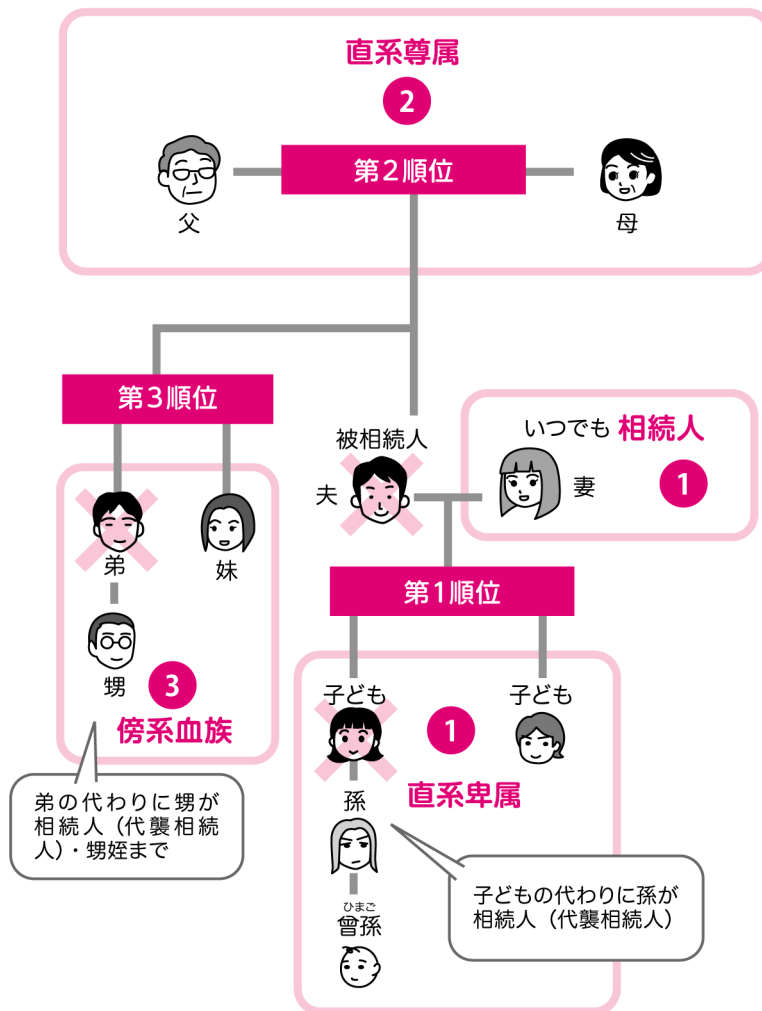 直系尊属
2
第2順位
父
母
第3順位
いつでも 相続人
被相続人
夫
妻
1
弟
妹
第1順位
甥
3
傍系血族
子ども
子ども
1
直系卑属
弟の代わりに甥が
相続人（代襲相続
人）・甥姪まで
孫
子どもの代わりに孫が
相続人（代襲相続人）
ひまご
曾孫